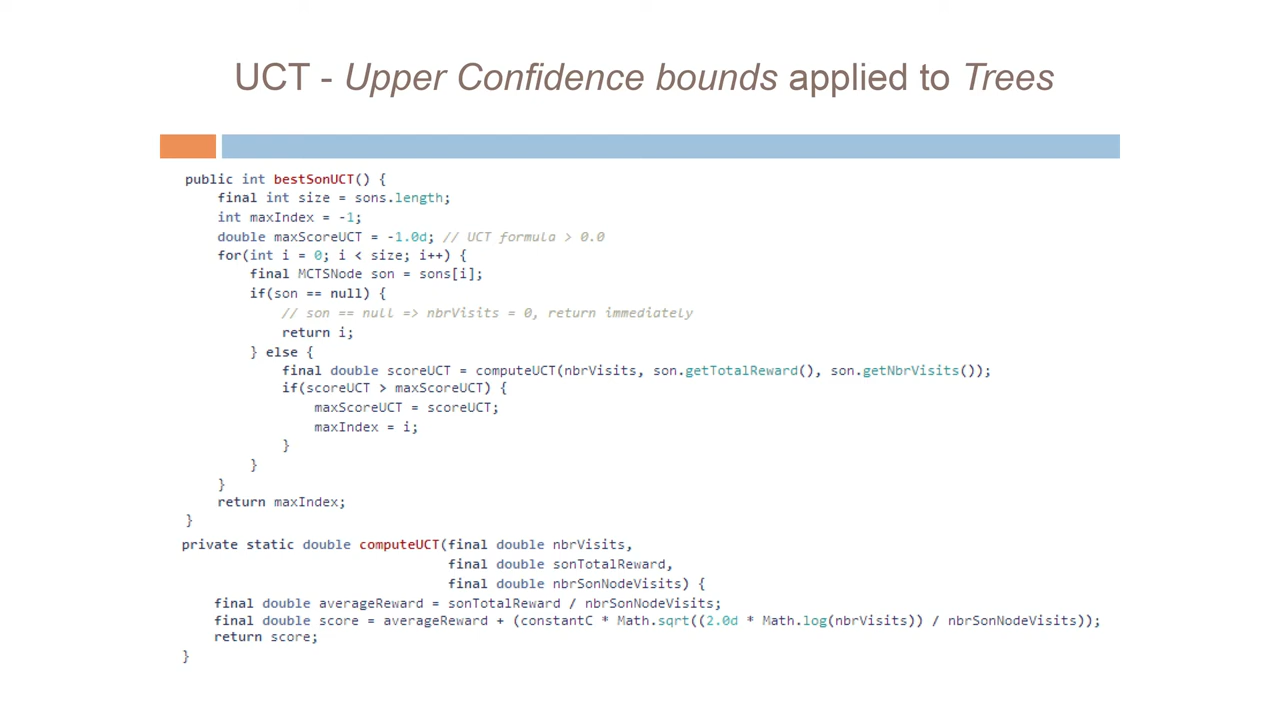 UCT - Upper Confidence bounds applied to Trees
public int bestSonUCT() {
final int size = sons.length;
int maxIndex = -1;
double maxScoreUCT = -1.0d; // UCT formula > 0.0
for(int i = 0; i < size; i++) {
final MCTSNode son = sons[i];
if(son == null) {
// son == null => nbrVisits = 0, return immediately
return i;
} else {
final double scoreUCT = computeUCT(nbrVisits, son.getTotalReward(), son.getNbrVisits());
if(scoreUCT > maxScoreUCT) {
maxScoreUCT = scoreUCT;
maxIndex = i;
}
}
}
return maxIndex;
}
private static double computeUCT(final double nbrVisits,
final double sonTotalReward,
final double nbrSonNodeVisits) {
final double averageReward = sonTotalReward / nbrSonNodeVisits;
final double score = averageReward + (constantC * Math.sqrt((2.0d * Math.log(nbrVisits)) / nbrSonNodeVisits));
return score;
}